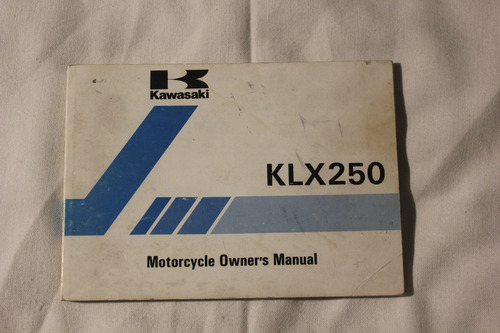 Kawasaki
KLX250
Motorcycle Owner's Manual